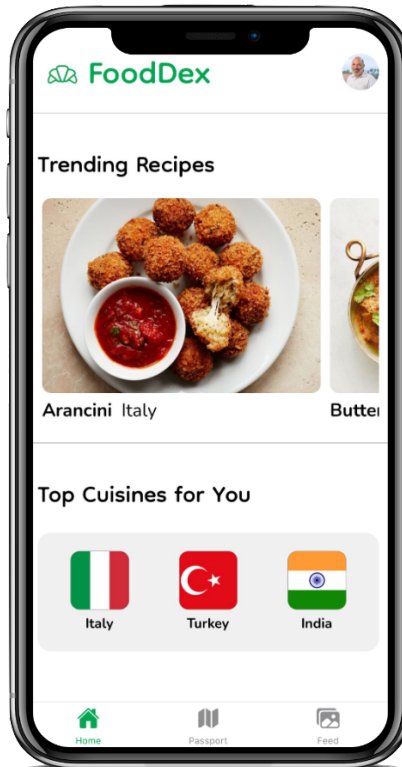 FoodDex
Trending Recipes
Arancini Italy
Butter
Top Cuisines for You
Italy Turkey India
Home Passport Feed